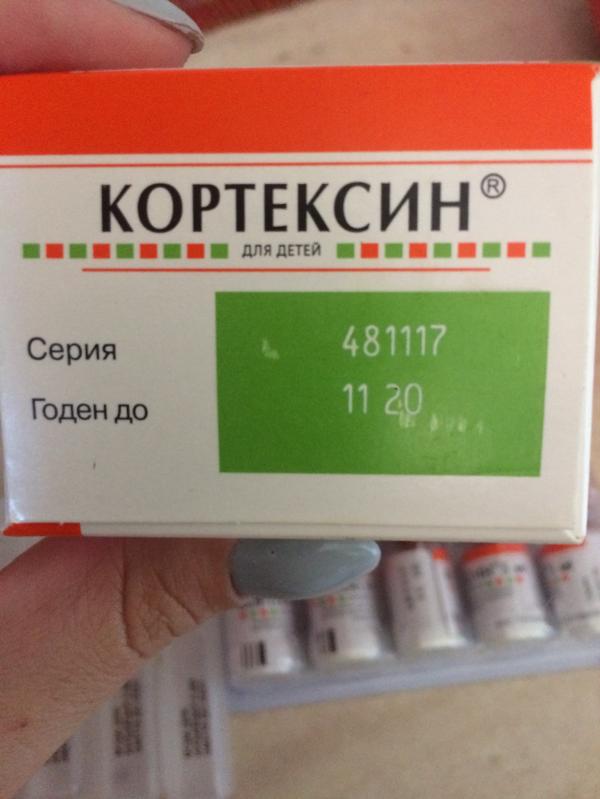 КОРТЕКСИН®
ДЛЯ ДЕТЕЙ
Серия 481117
Годен до 11 20